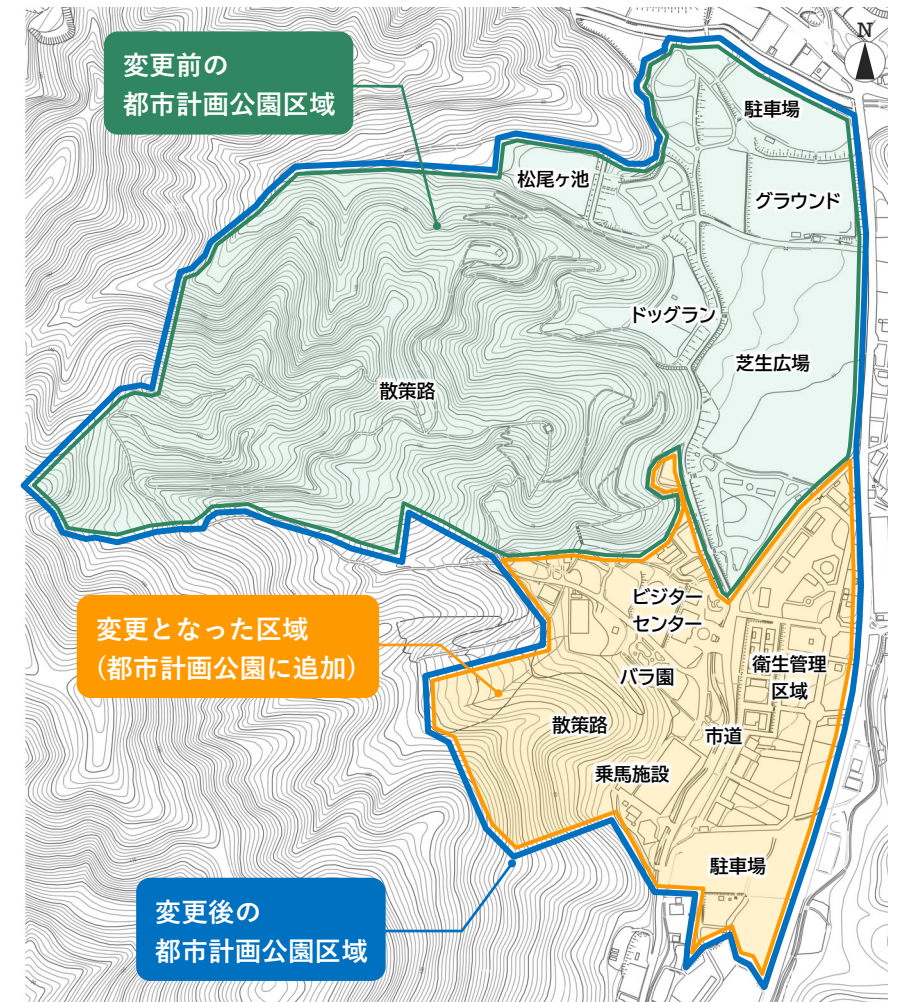 変更前の
都市計画公園区域
N
駐車場
松尾ヶ池
グラウンド
ドッグラン
芝生広場
散策路
ビジター
センター
変更となった区域
(都市計画公園に追加)
バラ園
衛生管理
区域
散策路
市道
乗馬施設
駐車場
変更後の
都市計画公園区域